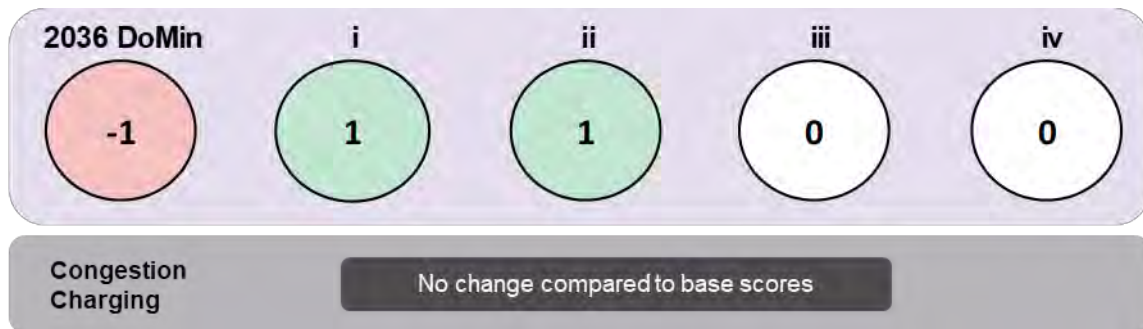 2036 DoMin i ii iii iv
-1 1 1 0 0
Congestion
Charging
No change compared to base scores